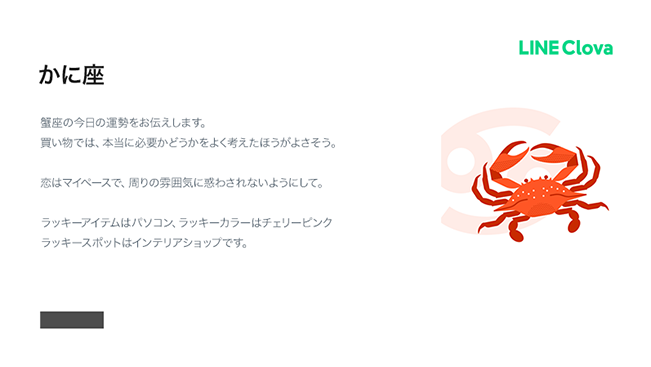 LINE Clova
かに座
蟹座の今日の運勢をお伝えします。
買い物では、本当に必要かどうかをよく考えたほうがよさそう。
恋はマイペースで、周りの雰囲気に惑わされないようにして。
ラッキーアイテムはパソコン、ラッキーカラーはチェリーピンク
ラッキースポットはインテリアショップです。